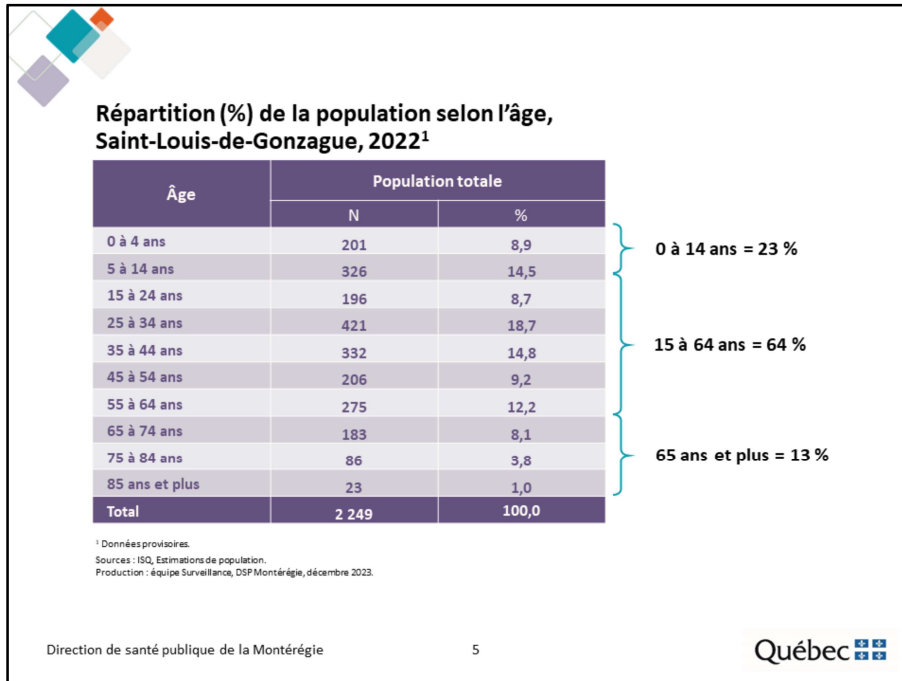 Répartition (%) de la population selon l'âge,
Saint-Louis-de-Gonzague, 2022¹
Âge
Population totale
N %
0 à 4 ans 201 8,9
5 à 14 ans 326 14,5
15 à 24 ans 196 8,7
25 à 34 ans 421 18,7
35 à 44 ans 332 14,8
45 à 54 ans 206 9,2
55 à 64 ans 275 12,2
65 à 74 ans 183 8,1
75 à 84 ans 86 3,8
85 ans et plus 23 1,0
Total 2 249 100,0
0 à 14 ans = 23 %
15 à 64 ans = 64 %
65 ans et plus = 13 %
¹ Données provisoires.
Sources : ISQ, Estimations de population.
Production : équipe Surveillance, DSP Montérégie, décembre 2023.
Direction de santé publique de la Montérégie 5
Québec